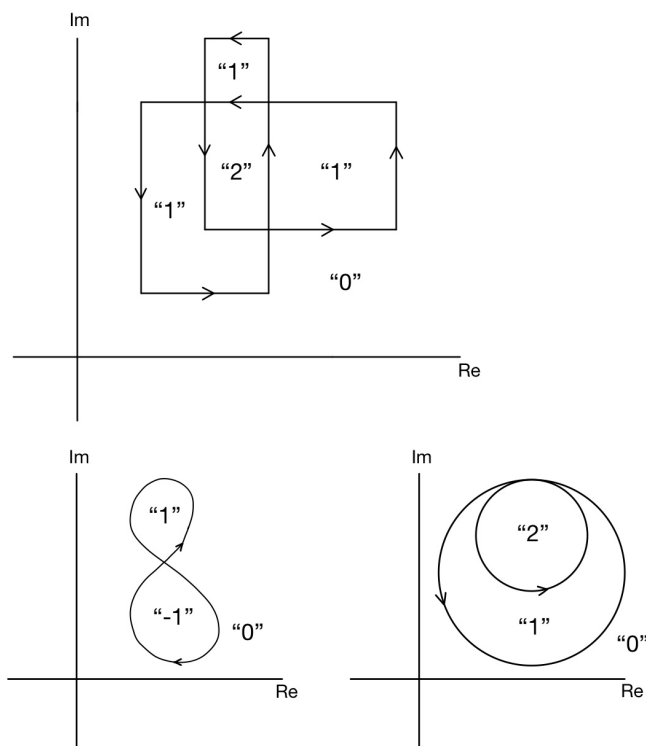 Im
“1”
“2”
“1”
“1”
“0”
Re
Im
“1”
“-1”
“0”
Re
Im
“2”
“1”
“0”
Re